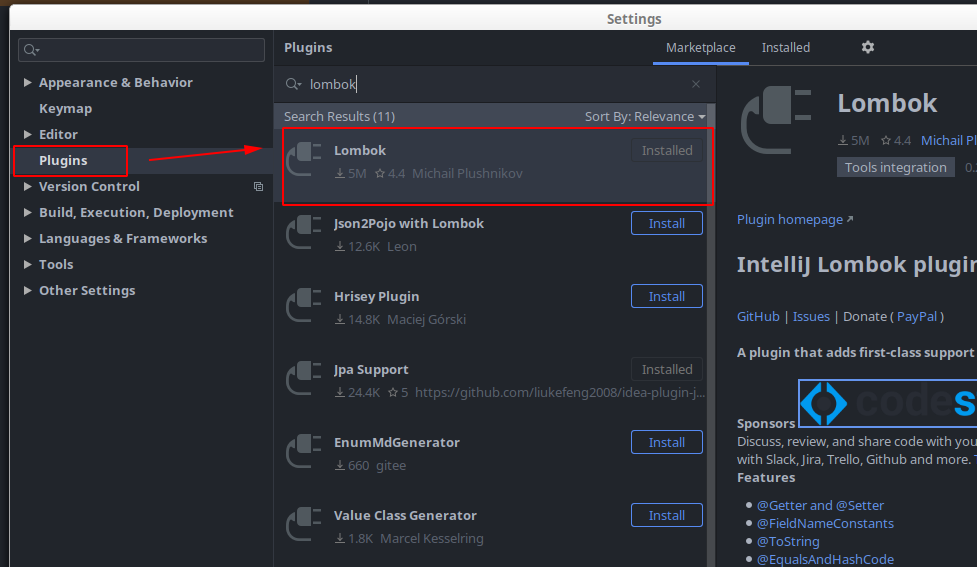 Settings
Appearance & Behavior
Keymap
Editor
Plugins
Version Control
Build, Execution, Deployment
Languages & Frameworks
Tools
Other Settings
Plugins
Marketplace
Installed
lombok
Search Results (11)
Sort By: Relevance
Lombok
Installed
5M 4.4 Michail Plushnikov
Json2Pojo with Lombok
Install
12.6K Leon
Hrisey Plugin
Install
14.8K Maciej Górski
Jpa Support
Installed
24.4K 5 https://github.com/liukefeng2008/idea-plugin-j...
EnumMdGenerator
Install
660 gitee
Value Class Generator
Install
1.8K Marcel Kesselring
Lombok
5M 4.4 Michail Pl
Tools integration 0.
Plugin homepage
IntelliJ Lombok plugin
GitHub | Issues | Donate ( PayPal )
A plugin that adds first-class support
codes
Sponsors
Discuss, review, and share code with you
with Slack, Jira, Trello, Github and more.
Features
@Getter and @Setter
@FieldNameConstants
@ToString
@EqualsAndHashCode